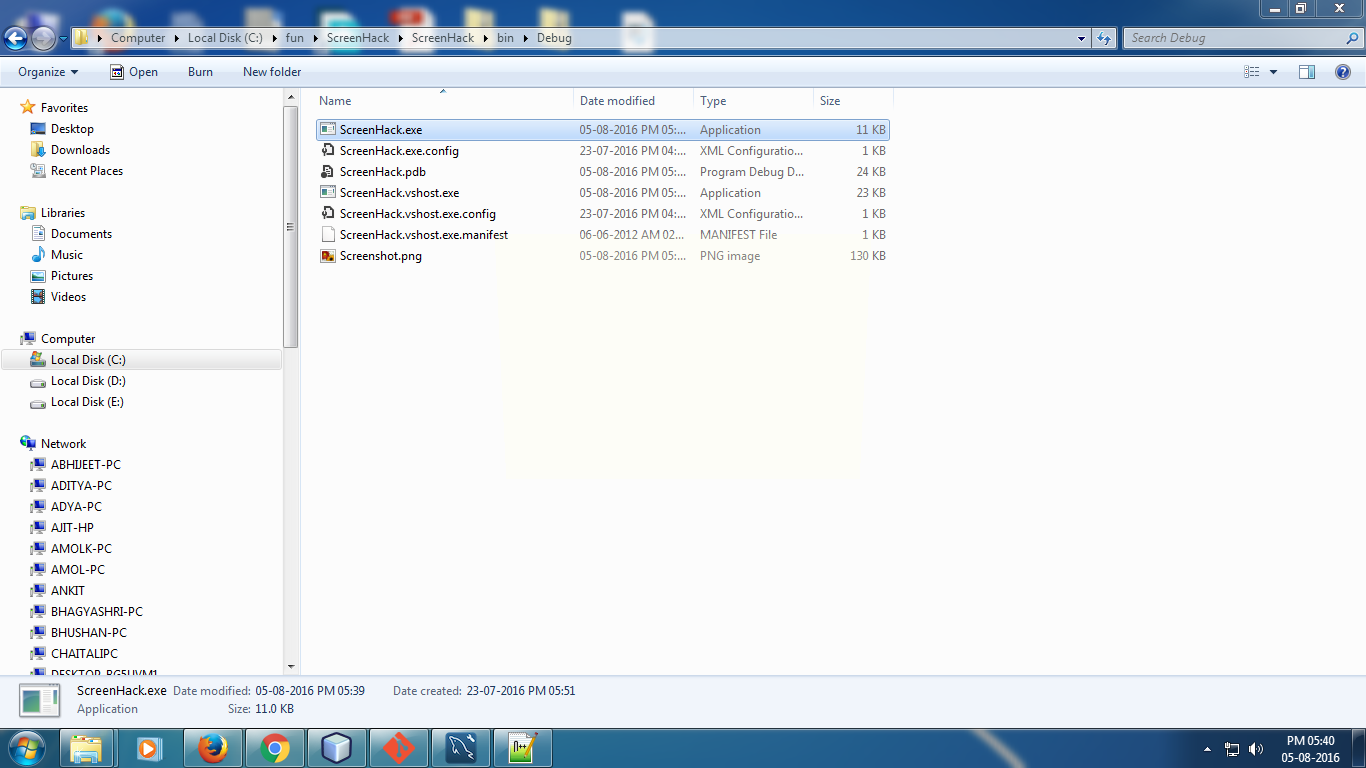 Computer Local Disk (C:) fun ScreenHack ScreenHack bin Debug Search Debug
Organize Open Burn New folder
Name Date modified Type Size
Favorites
Desktop
Downloads
Recent Places
Libraries
Documents
Music
Pictures
Videos
Computer
Local Disk (C:)
Local Disk (D:)
Local Disk (E:)
Network
ABHIJEET-PC
ADITYA-PC
ADYA-PC
AJIT-HP
AMOLK-PC
AMOL-PC
ANKIT
BHAGYASHRI-PC
BHUSHAN-PC
CHAITALIPC
ScreenHack.exe 05-08-2016 PM 05:... Application 11 KB
ScreenHack.exe.config 23-07-2016 PM 04:... XML Configuratio... 1 KB
ScreenHack.pdb 05-08-2016 PM 05:... Program Debug D... 24 KB
ScreenHack.vshost.exe 05-08-2016 PM 05:... Application 23 KB
ScreenHack.vshost.exe.config 23-07-2016 PM 04:... XML Configuratio... 1 KB
ScreenHack.vshost.exe.manifest 06-06-2012 AM 02... MANIFEST File 1 KB
Screenshot.png 05-08-2016 PM 05:... PNG image 130 KB
ScreenHack.exe Date modified: 05-08-2016 PM 05:39 Date created: 23-07-2016 PM 05:51
Application Size: 11.0 KB
PM 05:40
05-08-2016